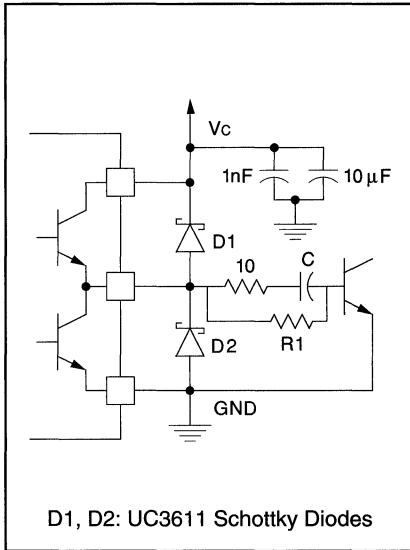 Vc
1nF
10 µF
D1
10
C
D2
R1
GND
D1, D2: UC3611 Schottky Diodes